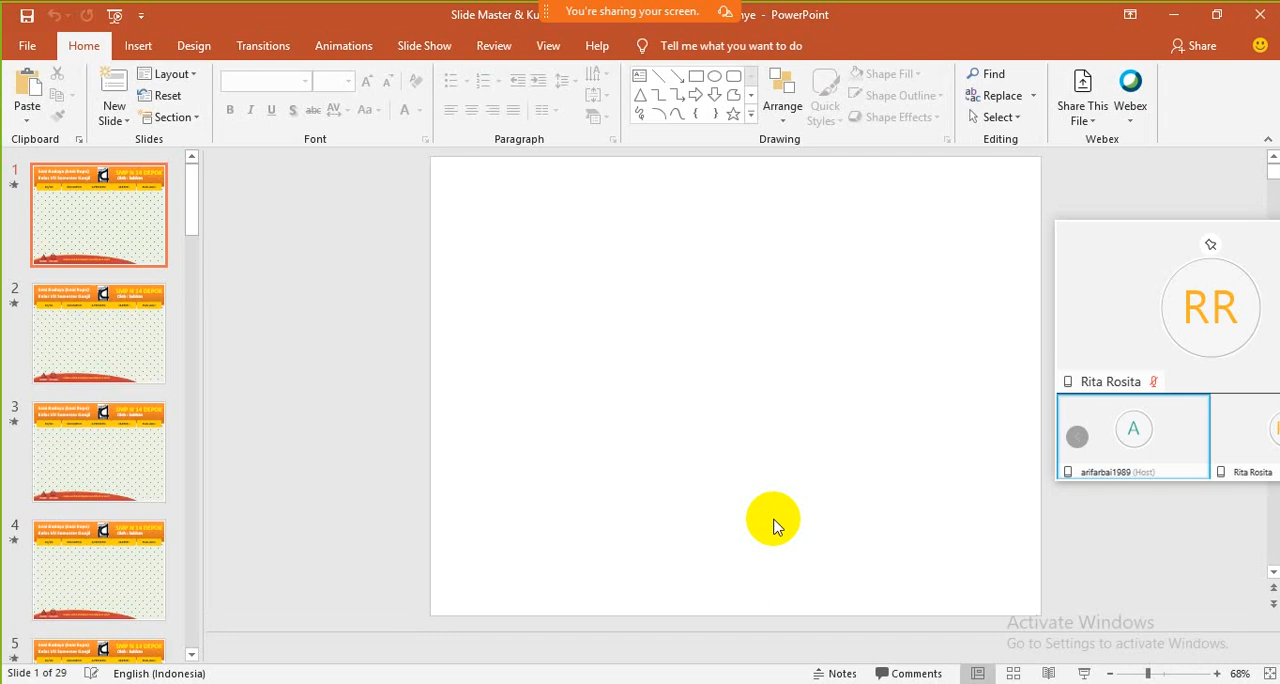 You're sharing your screen.
Slide Master & Ku
nye - PowerPoint
File Home Insert Design Transitions Animations Slide Show Review View Help Tell me what you want to do Share
Paste
New Slide
Layout
Reset
Section
Shape Fill
Shape Outline
Shape Effects
Arrange
Quick Styles
Find
Replace
Select
Share This File
Webex
Clipboard Slides Font Paragraph Drawing Editing Webex
1
2
3
4
5
RR
Rita Rosita
A
arifarbai1989 (Host)
Rita Rosita
Activate Windows
Go to Settings to activate Windows.
Slide 1 of 29 English (Indonesia) Notes Comments 68%